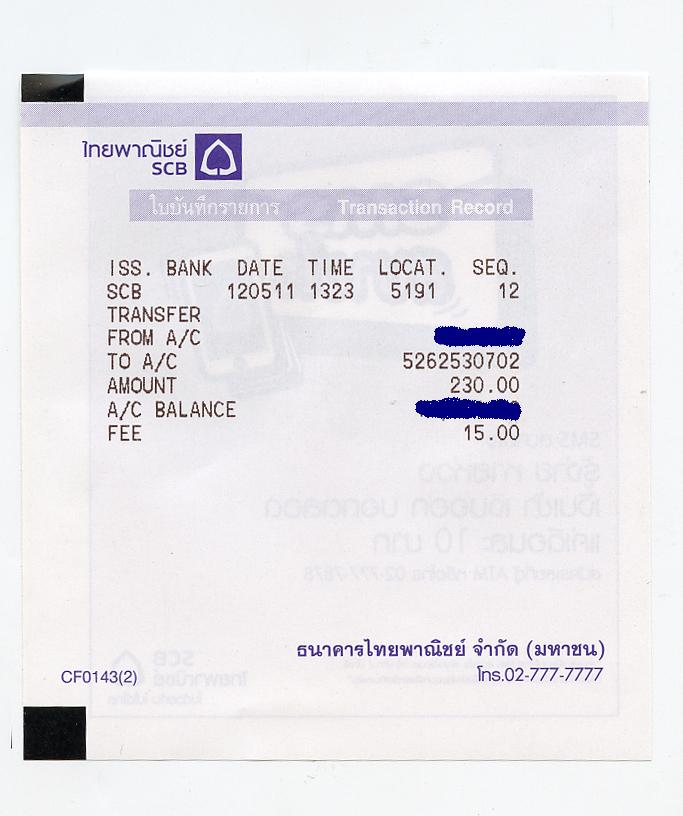 ไทยพาณิชย์
SCB
ใบบันทึกรายการ Transaction Record
ISS. BANK DATE TIME LOCAT. SEQ.
SCB 120511 1323 5191 12
TRANSFER
FROM A/C
TO A/C 5262530702
AMOUNT 230.00
A/C BALANCE
FEE 15.00
ธนาคารไทยพาณิชย์ จำกัด (มหาชน)
CF0143(2) โทร.02-777-7777